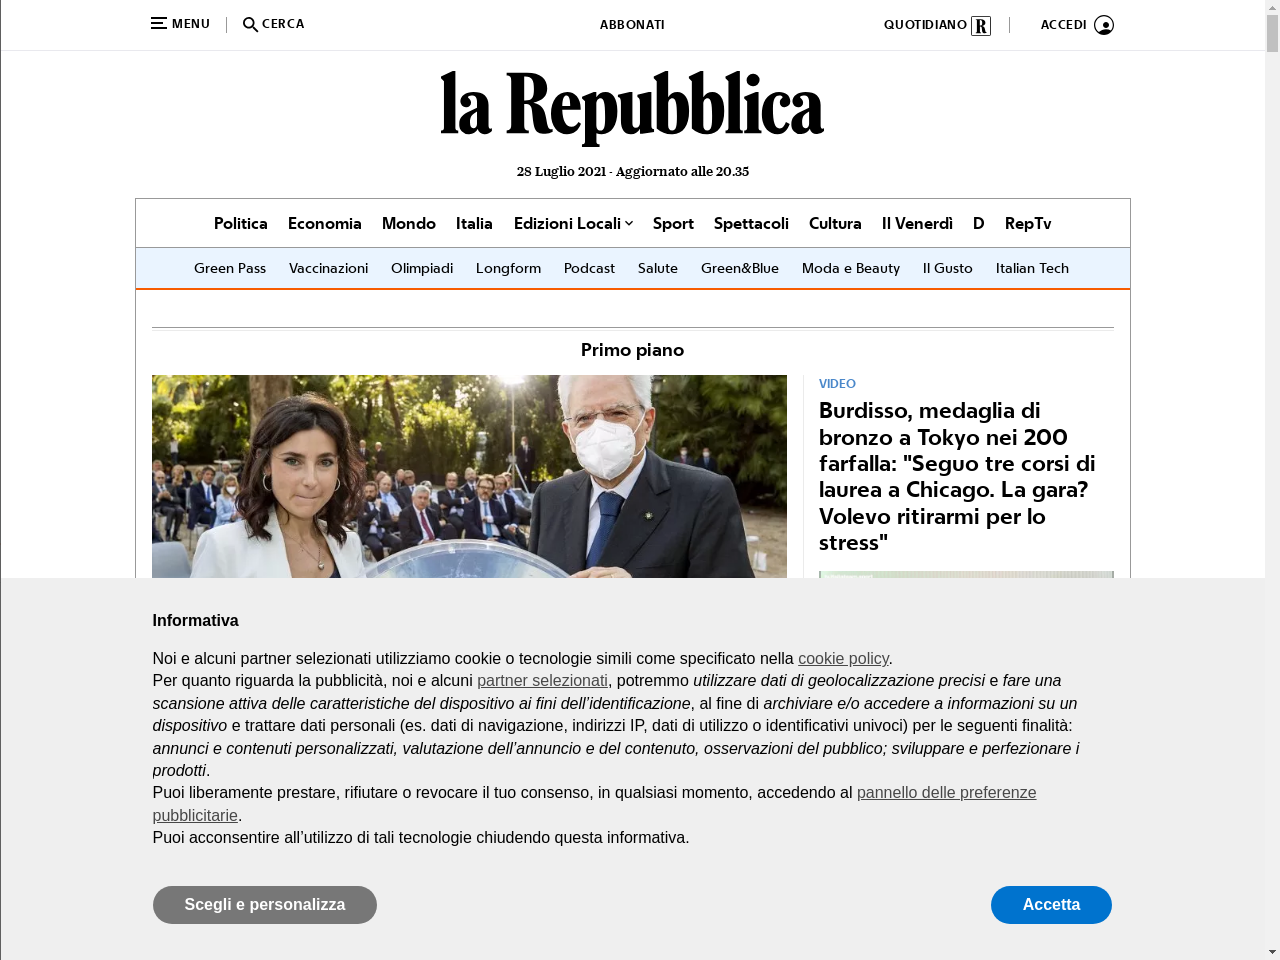 MENU
CERCA
ABBONATI
QUOTIDIANO R
ACCEDI
la Repubblica
28 Luglio 2021 - Aggiornato alle 20.35
Politica Economia Mondo Italia Edizioni Locali Sport Spettacoli Cultura Il Venerdì D RepTv
Green Pass Vaccinazioni Olimpiadi Longform Podcast Salute Green&Blue Moda e Beauty Il Gusto Italian Tech
Primo piano
VIDEO
Burdisso, medaglia di
bronzo a Tokyo nei 200
farfalla: "Seguo tre corsi di
laurea a Chicago. La gara?
Volevo ritirarmi per lo
stress"
Informativa
Noi e alcuni partner selezionati utilizziamo cookie o tecnologie simili come specificato nella cookie policy.
Per quanto riguarda la pubblicità, noi e alcuni partner selezionati, potremmo utilizzare dati di geolocalizzazione precisi e fare una
scansione attiva delle caratteristiche del dispositivo ai fini dell’identificazione, al fine di archiviare e/o accedere a informazioni su un
dispositivo e trattare dati personali (es. dati di navigazione, indirizzi IP, dati di utilizzo o identificativi univoci) per le seguenti finalità:
annunci e contenuti personalizzati, valutazione dell’annuncio e del contenuto, osservazioni del pubblico; sviluppare e perfezionare i
prodotti.
Puoi liberamente prestare, rifiutare o revocare il tuo consenso, in qualsiasi momento, accedendo al pannello delle preferenze
pubblicitarie.
Puoi acconsentire all’utilizzo di tali tecnologie chiudendo questa informativa.
Scegli e personalizza
Accetta